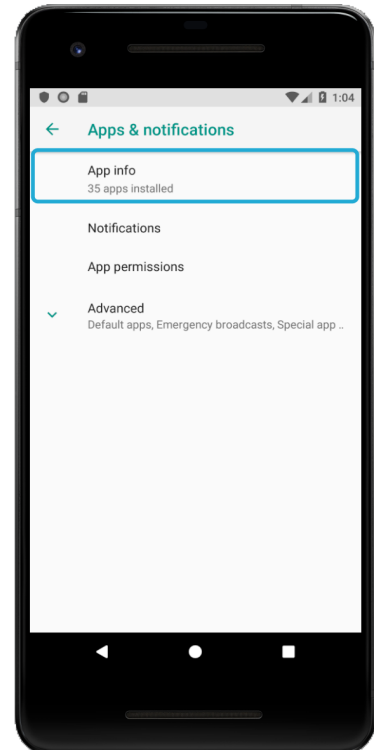 1:04
Apps & notifications
App info
35 apps installed
Notifications
App permissions
Advanced
Default apps, Emergency broadcasts, Special app ..